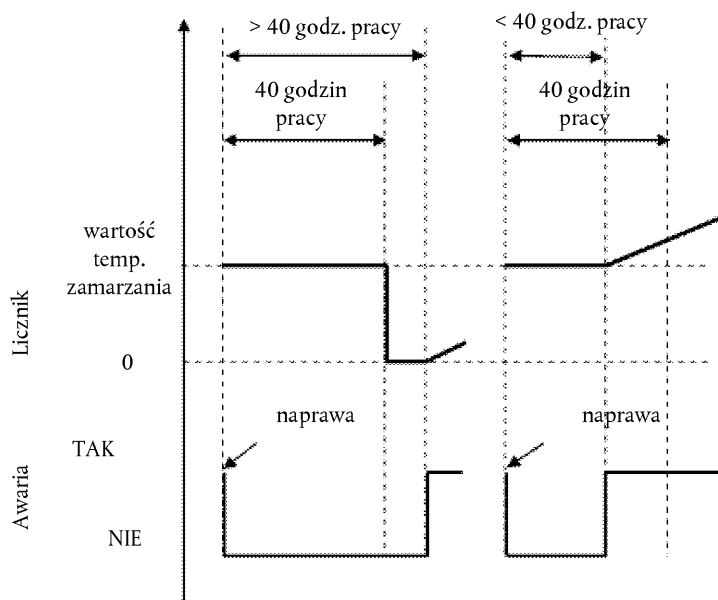 > 40 godz. pracy
< 40 godz. pracy
40 godzin
pracy
40 godzin
pracy
wartość
temp.
zamarzania
Licznik
0
naprawa
naprawa
TAK
Awaria
NIE